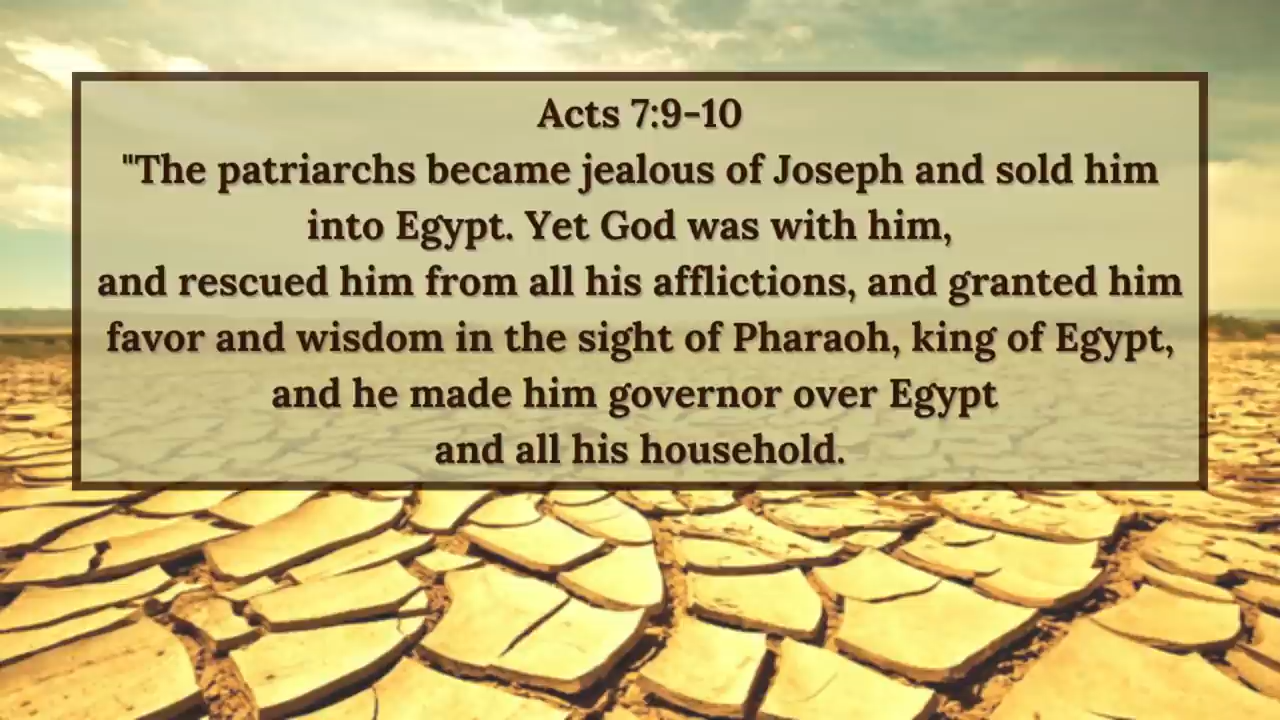 Acts 7:9-10
"The patriarchs became jealous of Joseph and sold him
into Egypt. Yet God was with him,
and rescued him from all his afflictions, and granted him
favor and wisdom in the sight of Pharaoh, king of Egypt,
and he made him governor over Egypt
and all his household.